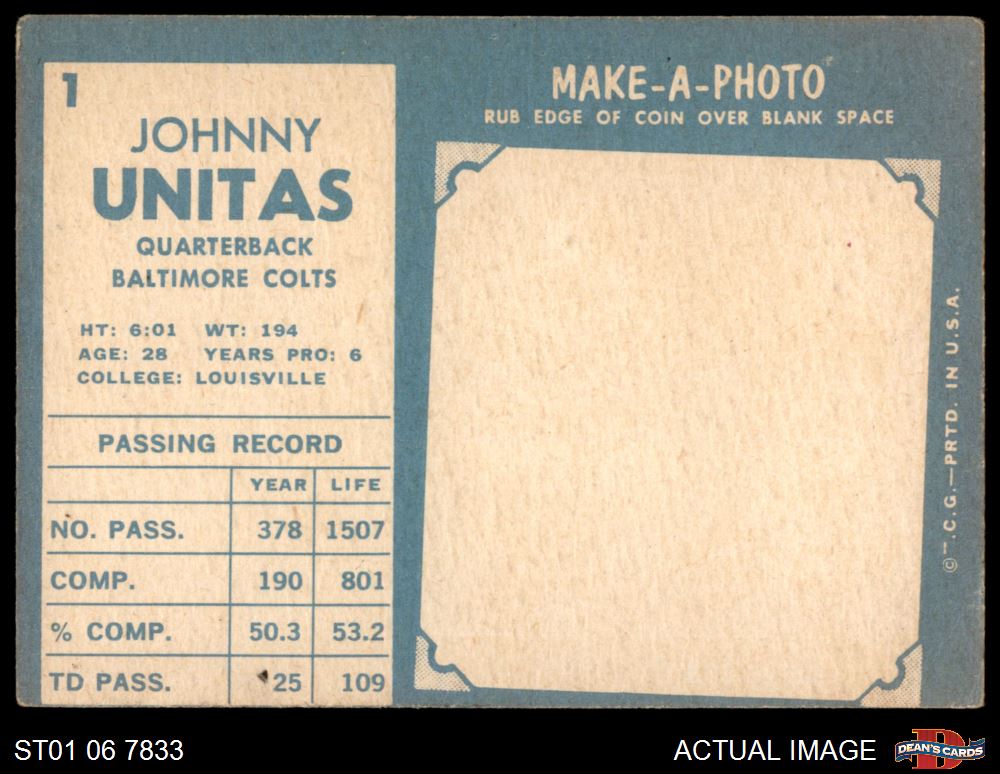 1
JOHNNY
UNITAS
QUARTERBACK
BALTIMORE COLTS
HT: 6:01 WT: 194
AGE: 28 YEARS PRO: 6
COLLEGE: LOUISVILLE
PASSING RECORD
YEAR LIFE
NO. PASS. 378 1507
COMP. 190 801
% COMP. 50.3 53.2
TD PASS. 25 109
MAKE-A-PHOTO
RUB EDGE OF COIN OVER BLANK SPACE
© T.C.G.—PRTD. IN U.S.A.
ST01 06 7833
ACTUAL IMAGE
D
DEAN'S CARDS